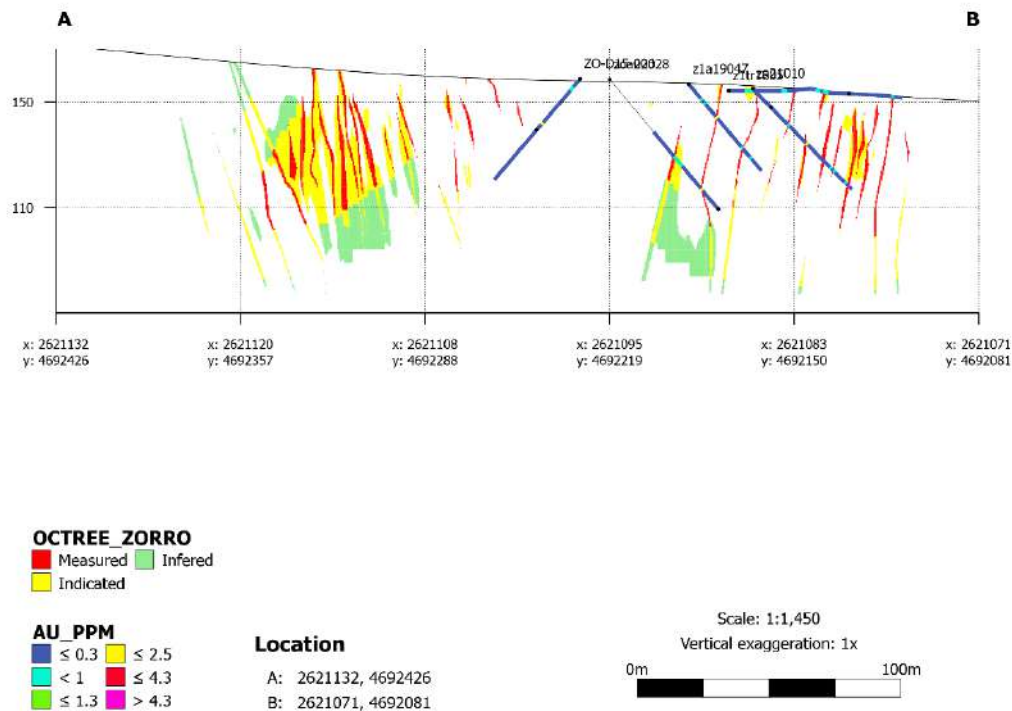 A
B
z1a19047
zo21010
150
110
x: 2621132
y: 4692426
x: 2621120
y: 4692357
x: 2621108
y: 4692288
x: 2621095
y: 4692219
x: 2621083
y: 4692150
x: 2621071
y: 4692081
OCTREE_ZORRO
Measured
Infered
Indicated
AU_PPM
≤ 0.3
≤ 2.5
< 1
≤ 4.3
≤ 1.3
> 4.3
Location
A: 2621132, 4692426
B: 2621071, 4692081
Scale: 1:1,450
Vertical exaggeration: 1x
0m
100m